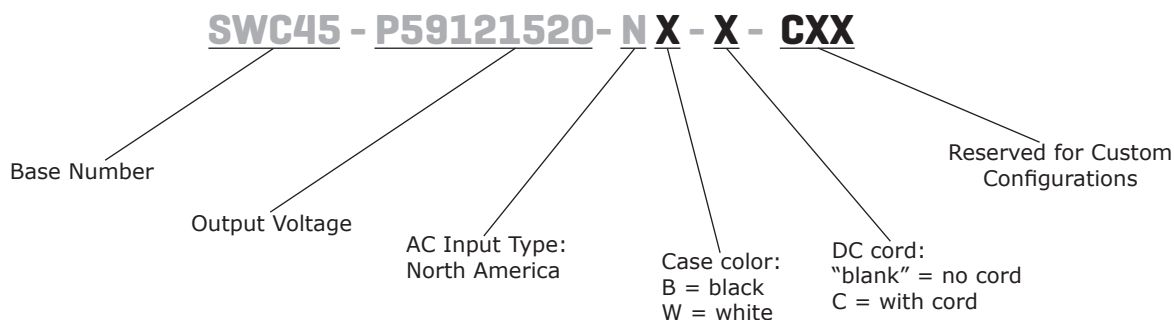 SWC45 - P59121520- N X - X - CXX
Base Number
Output Voltage
AC Input Type:
North America
Case color:
B = black
W = white
DC cord:
“blank” = no cord
C = with cord
Reserved for Custom
Configurations